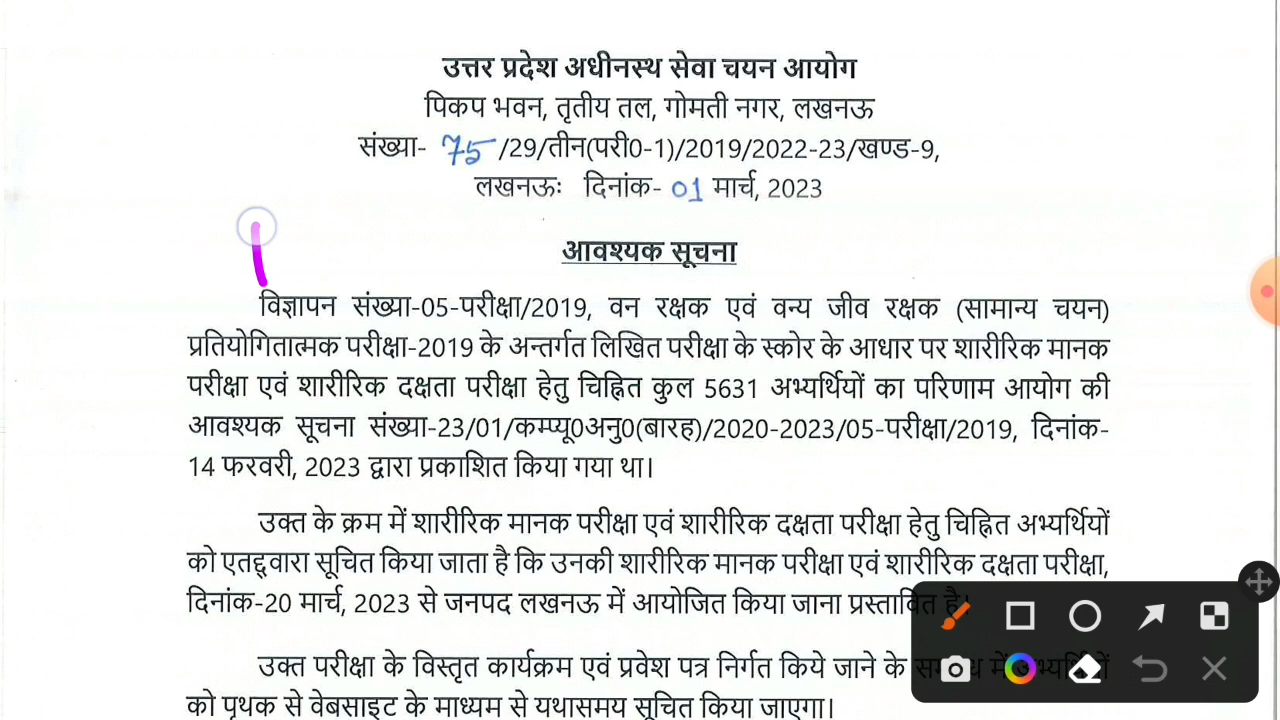 उत्तर प्रदेश अधीनस्थ सेवा चयन आयोग
पिकप भवन, तृतीय तल, गोमती नगर, लखनऊ
संख्या- 75 /29/तीन(परी0-1)/2019/2022-23/खण्ड-9,
लखनऊः दिनांक- 01 मार्च, 2023
आवश्यक सूचना
विज्ञापन संख्या-05-परीक्षा/2019, वन रक्षक एवं वन्य जीव रक्षक (सामान्य चयन)
प्रतियोगितात्मक परीक्षा-2019 के अन्तर्गत लिखित परीक्षा के स्कोर के आधार पर शारीरिक मानक
परीक्षा एवं शारीरिक दक्षता परीक्षा हेतु चिह्नित कुल 5631 अभ्यर्थियों का परिणाम आयोग की
आवश्यक सूचना संख्या-23/01/कम्प्यू0अनु0(बारह)/2020-2023/05-परीक्षा/2019, दिनांक-
14 फरवरी, 2023 द्वारा प्रकाशित किया गया था।
उक्त के क्रम में शारीरिक मानक परीक्षा एवं शारीरिक दक्षता परीक्षा हेतु चिह्नित अभ्यर्थियों
को एतद्द्वारा सूचित किया जाता है कि उनकी शारीरिक मानक परीक्षा एवं शारीरिक दक्षता परीक्षा,
दिनांक-20 मार्च, 2023 से जनपद लखनऊ में आयोजित किया जाना प्रस्तावित है।
उक्त परीक्षा के विस्तृत कार्यक्रम एवं प्रवेश पत्र निर्गत किये जाने के सम्बन्ध में अभ्यर्थियों
को पृथक से वेबसाइट के माध्यम से यथासमय सूचित किया जाएगा।